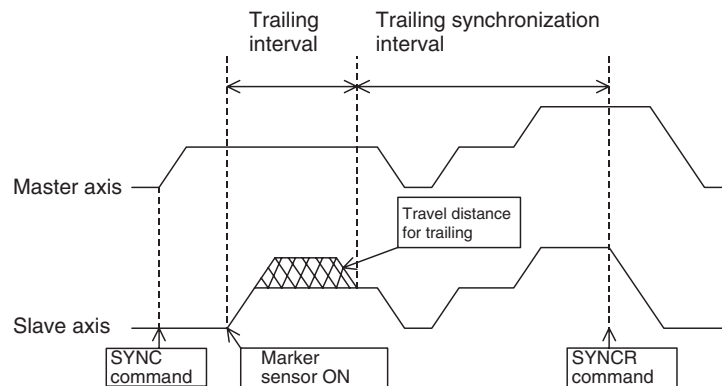 Trailing
interval
Trailing synchronization
interval
Master axis
Travel distance
for trailing
Slave axis
SYNC
command
Marker
sensor ON
SYNCR
command